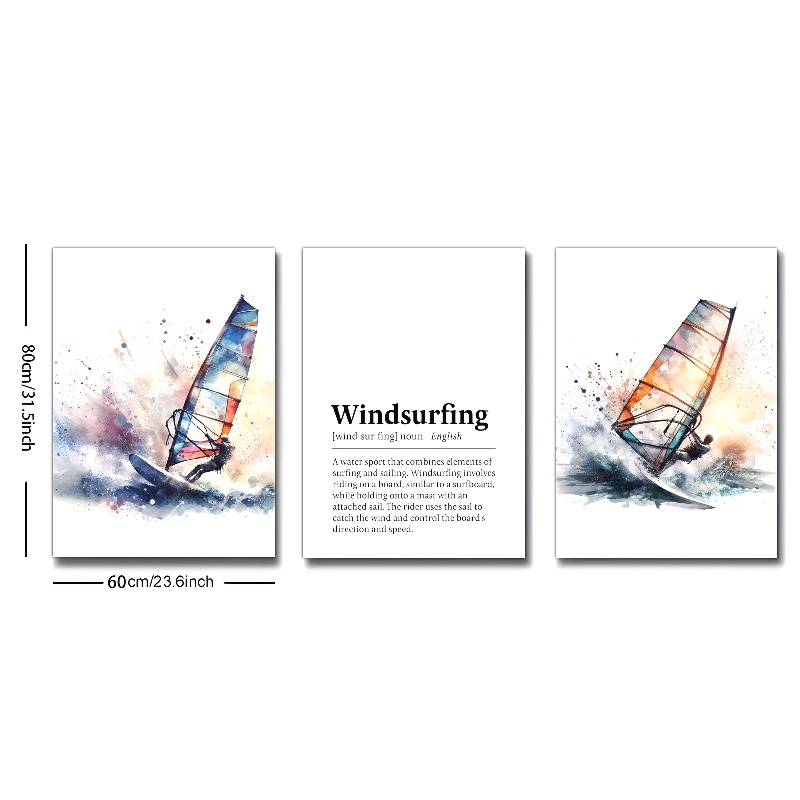 80cm/31.5inch
60cm/23.6inch
Windsurfing
[wind·sur·fing] noun English
A water sport that combines elements of
surfing and sailing. Windsurfing involves
riding on a board, similar to a surfboard,
while holding onto a mast with an
attached sail. The rider uses the sail to
catch the wind and control the board's
direction and speed.